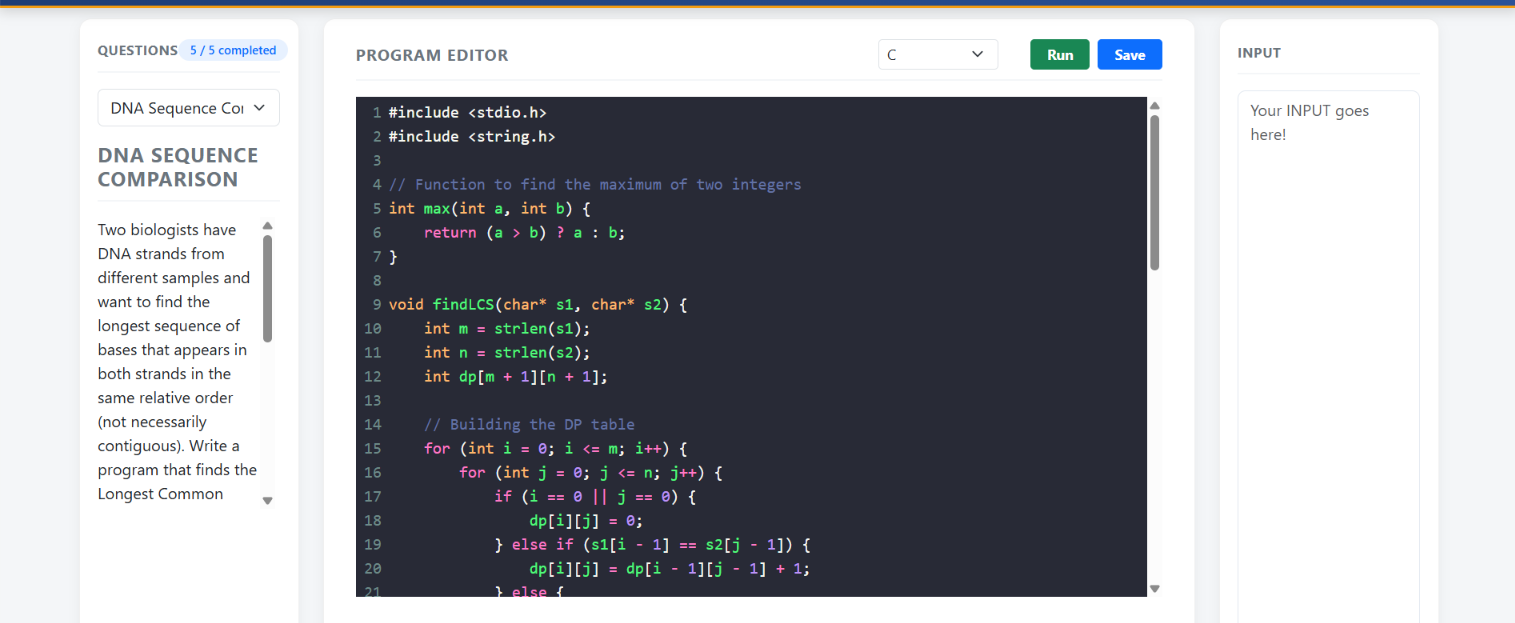 QUESTIONS 5 / 5 completed
DNA Sequence Co
DNA SEQUENCE
COMPARISON
Two biologists have
DNA strands from
different samples and
want to find the
longest sequence of
bases that appears in
both strands in the
same relative order
(not necessarily
contiguous). Write a
program that finds the
Longest Common
PROGRAM EDITOR
C
Run
Save
1 #include <stdio.h>
2 #include <string.h>
3
4 // Function to find the maximum of two integers
5 int max(int a, int b) {
6     return (a > b) ? a : b;
7 }
8
9 void findLCS(char* s1, char* s2) {
10     int m = strlen(s1);
11     int n = strlen(s2);
12     int dp[m + 1][n + 1];
13
14     // Building the DP table
15     for (int i = 0; i <= m; i++) {
16         for (int j = 0; j <= n; j++) {
17             if (i == 0 || j == 0) {
18                 dp[i][j] = 0;
19             } else if (s1[i - 1] == s2[j - 1]) {
20                 dp[i][j] = dp[i - 1][j - 1] + 1;
21             } else {
INPUT
Your INPUT goes
here!